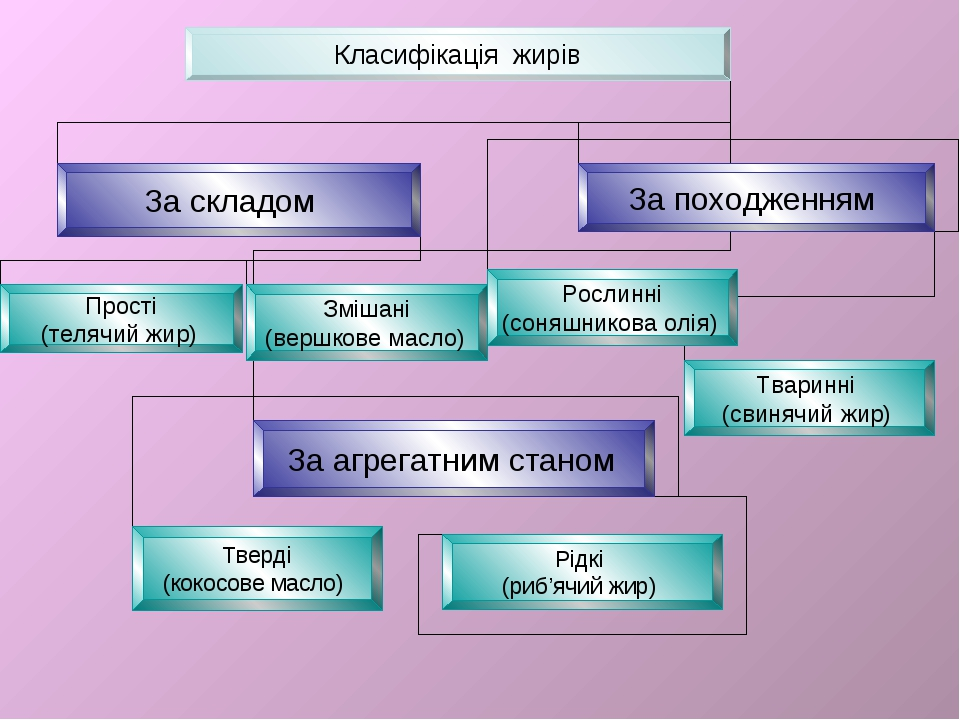 Класифікація жирів
За складом
За походженням
Прості
(телячий жир)
Змішані
(вершкове масло)
Рослинні
(соняшникова олія)
Тваринні
(свинячий жир)
За агрегатним станом
Тверді
(кокосове масло)
Рідкі
(риб’ячий жир)